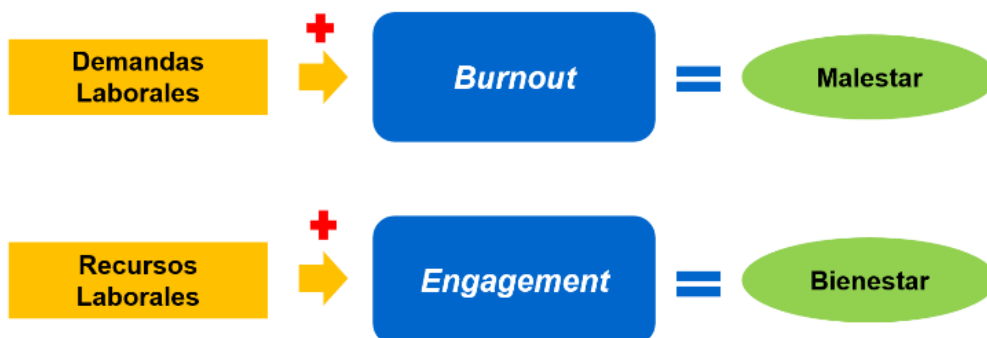 Demandas
Laborales
Burnout
Malestar
Recursos
Laborales
Engagement
Bienestar